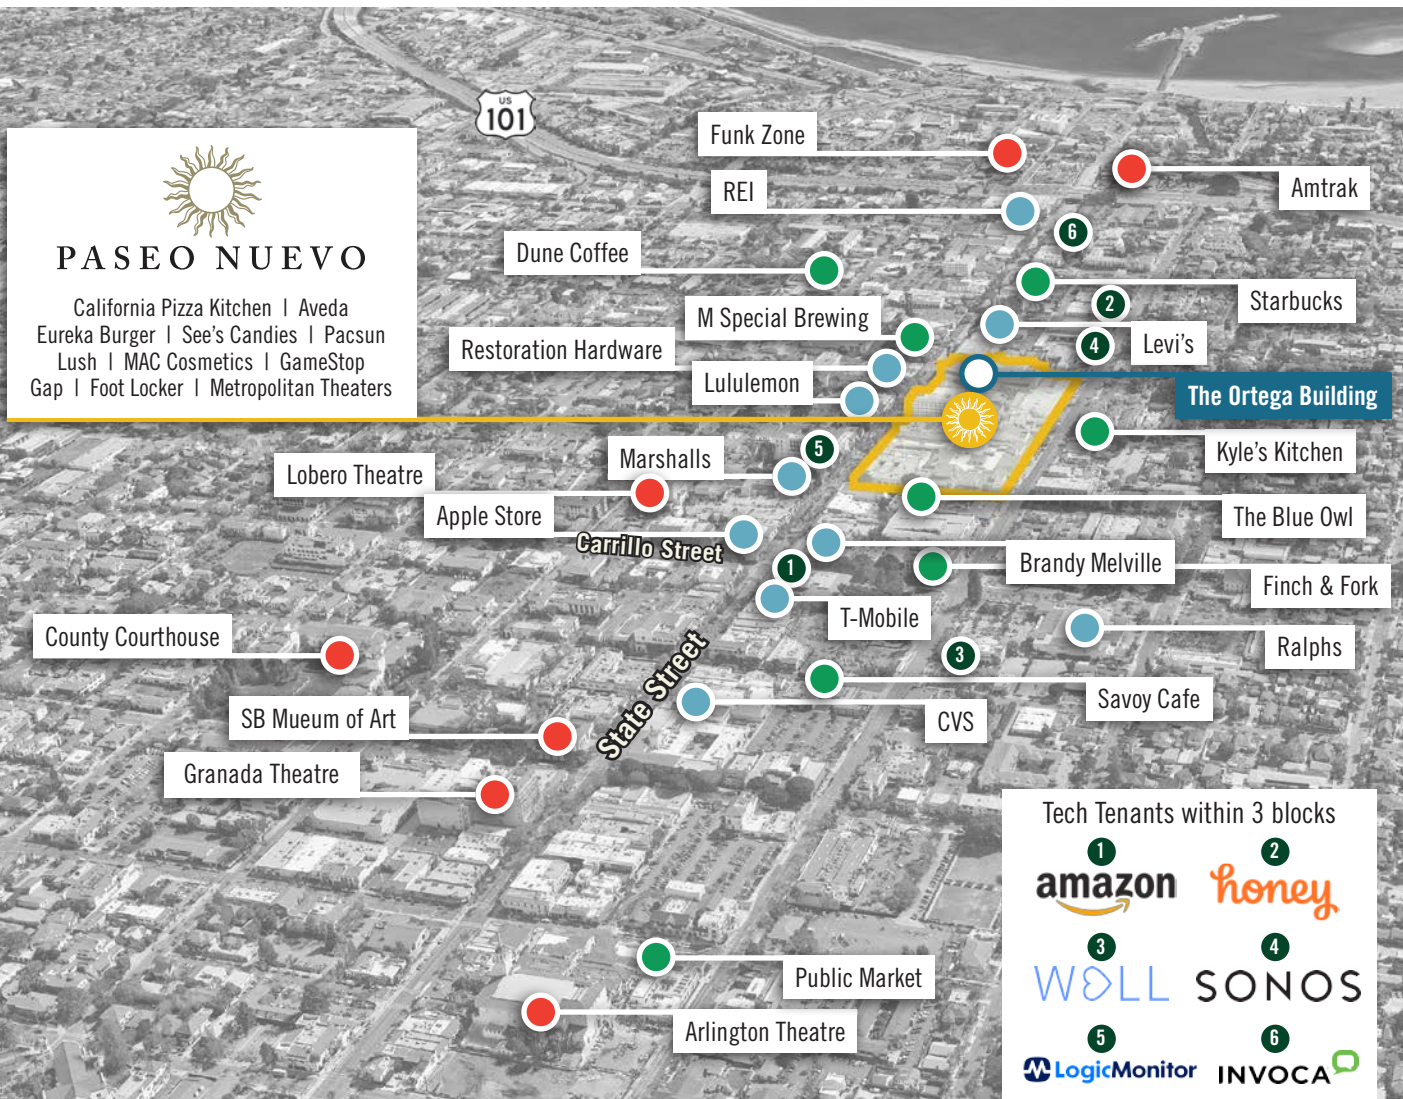 US
101
Funk Zone
Amtrak
REI
6
PASEO NUEVO
California Pizza Kitchen | Aveda
Eureka Burger | See's Candies | Pacsun
Lush | MAC Cosmetics | GameStop
Gap | Foot Locker | Metropolitan Theaters
Dune Coffee
Starbucks
2
M Special Brewing
Levi's
4
Restoration Hardware
Lululemon
The Ortega Building
Kyle's Kitchen
Marshalls
5
Lobero Theatre
Apple Store
The Blue Owl
Carrillo Street
Brandy Melville
1
Finch & Fork
T-Mobile
County Courthouse
Ralphs
3
State Street
Savoy Cafe
SB Mueum of Art
CVS
Granada Theatre
Public Market
Arlington Theatre
Tech Tenants within 3 blocks
1
2
amazon
honey
3
4
WELL
SONOS
5
6
LogicMonitor
INVOCA